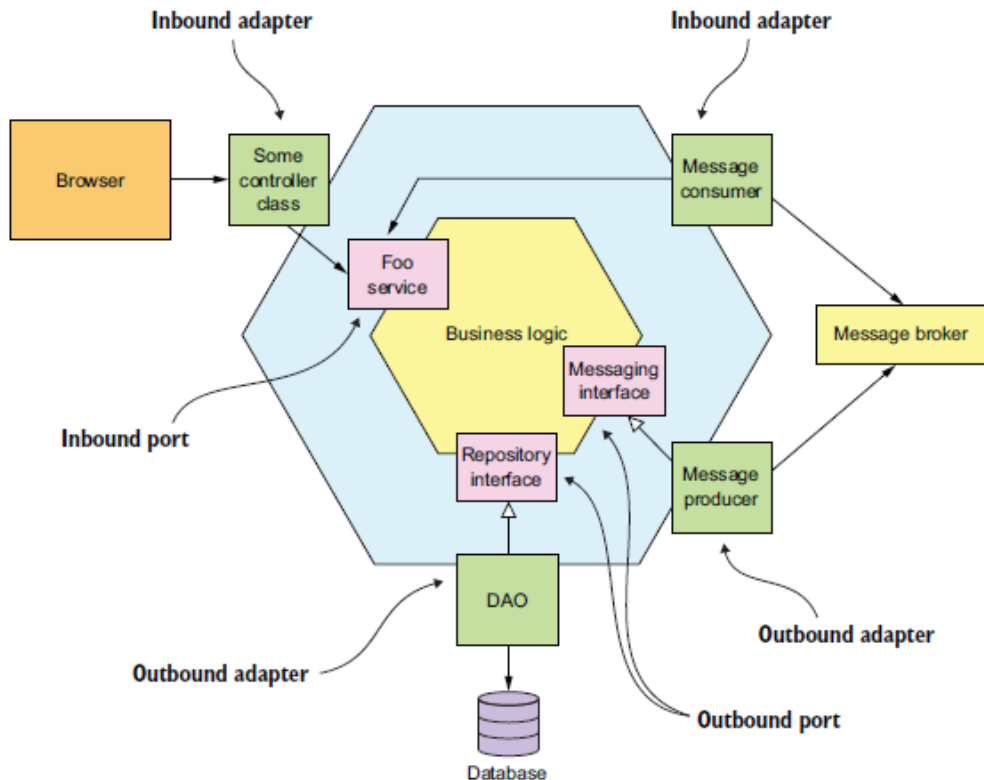 Inbound adapter
Inbound adapter
Browser
Some
controller
class
Message
consumer
Foo
service
Business logic
Message broker
Messaging
interface
Inbound port
Repository
interface
Message
producer
DAO
Outbound adapter
Outbound adapter
Outbound port
Database